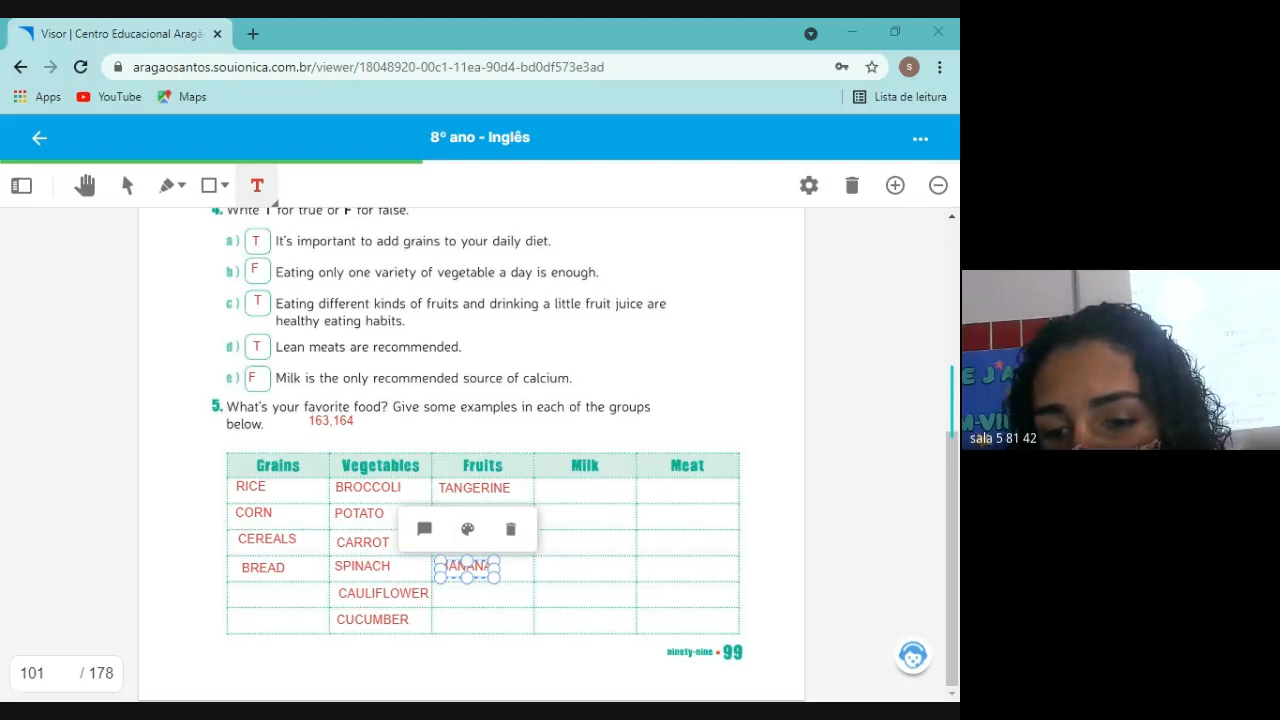 Visor | Centro Educacional Aragã
aragaosantos.souionica.com.br/viewer/18048920-00c1-11ea-90d4-bd0df573e3ad
s
Apps YouTube Maps Lista de leitura
8º ano - Inglês
T
4. Write T for true or F for false.
a) T It's important to add grains to your daily diet.
b) F Eating only one variety of vegetable a day is enough.
c) T Eating different kinds of fruits and drinking a little fruit juice are
healthy eating habits.
d) T Lean meats are recommended.
e) F Milk is the only recommended source of calcium.
5. What's your favorite food? Give some examples in each of the groups
below. 163,164
Grains Vegetables Fruits Milk Meat
RICE BROCCOLI TANGERINE
CORN POTATO
CEREALS CARROT
BREAD SPINACH BANANA
CAULIFLOWER
CUCUMBER
ninety-nine • 99
101 / 178
sala 5 81 42